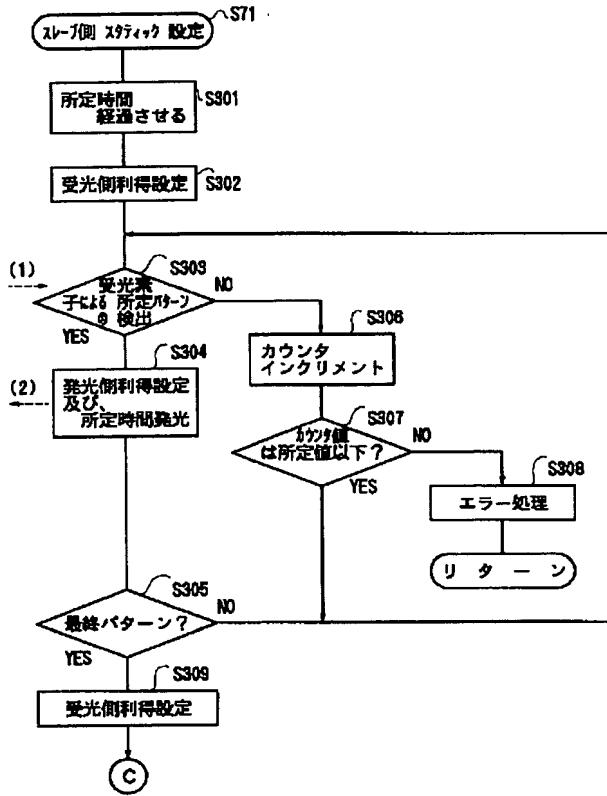 S71
スレーブ側 スタティック 設定
S301
所定時間
経過させる
S302
受光側利得設定
(1)
S303
受光素
子による 所定パターン
の 検出
NO
YES
S304
(2)
発光側利得設定
及び、
所定時間発光
S306
カウンタ
インクリメント
S307
カウンタ値
は所定値以下？
NO
YES
S308
エラー処理
リターン
S305
最終パターン？
NO
YES
S309
受光側利得設定
C